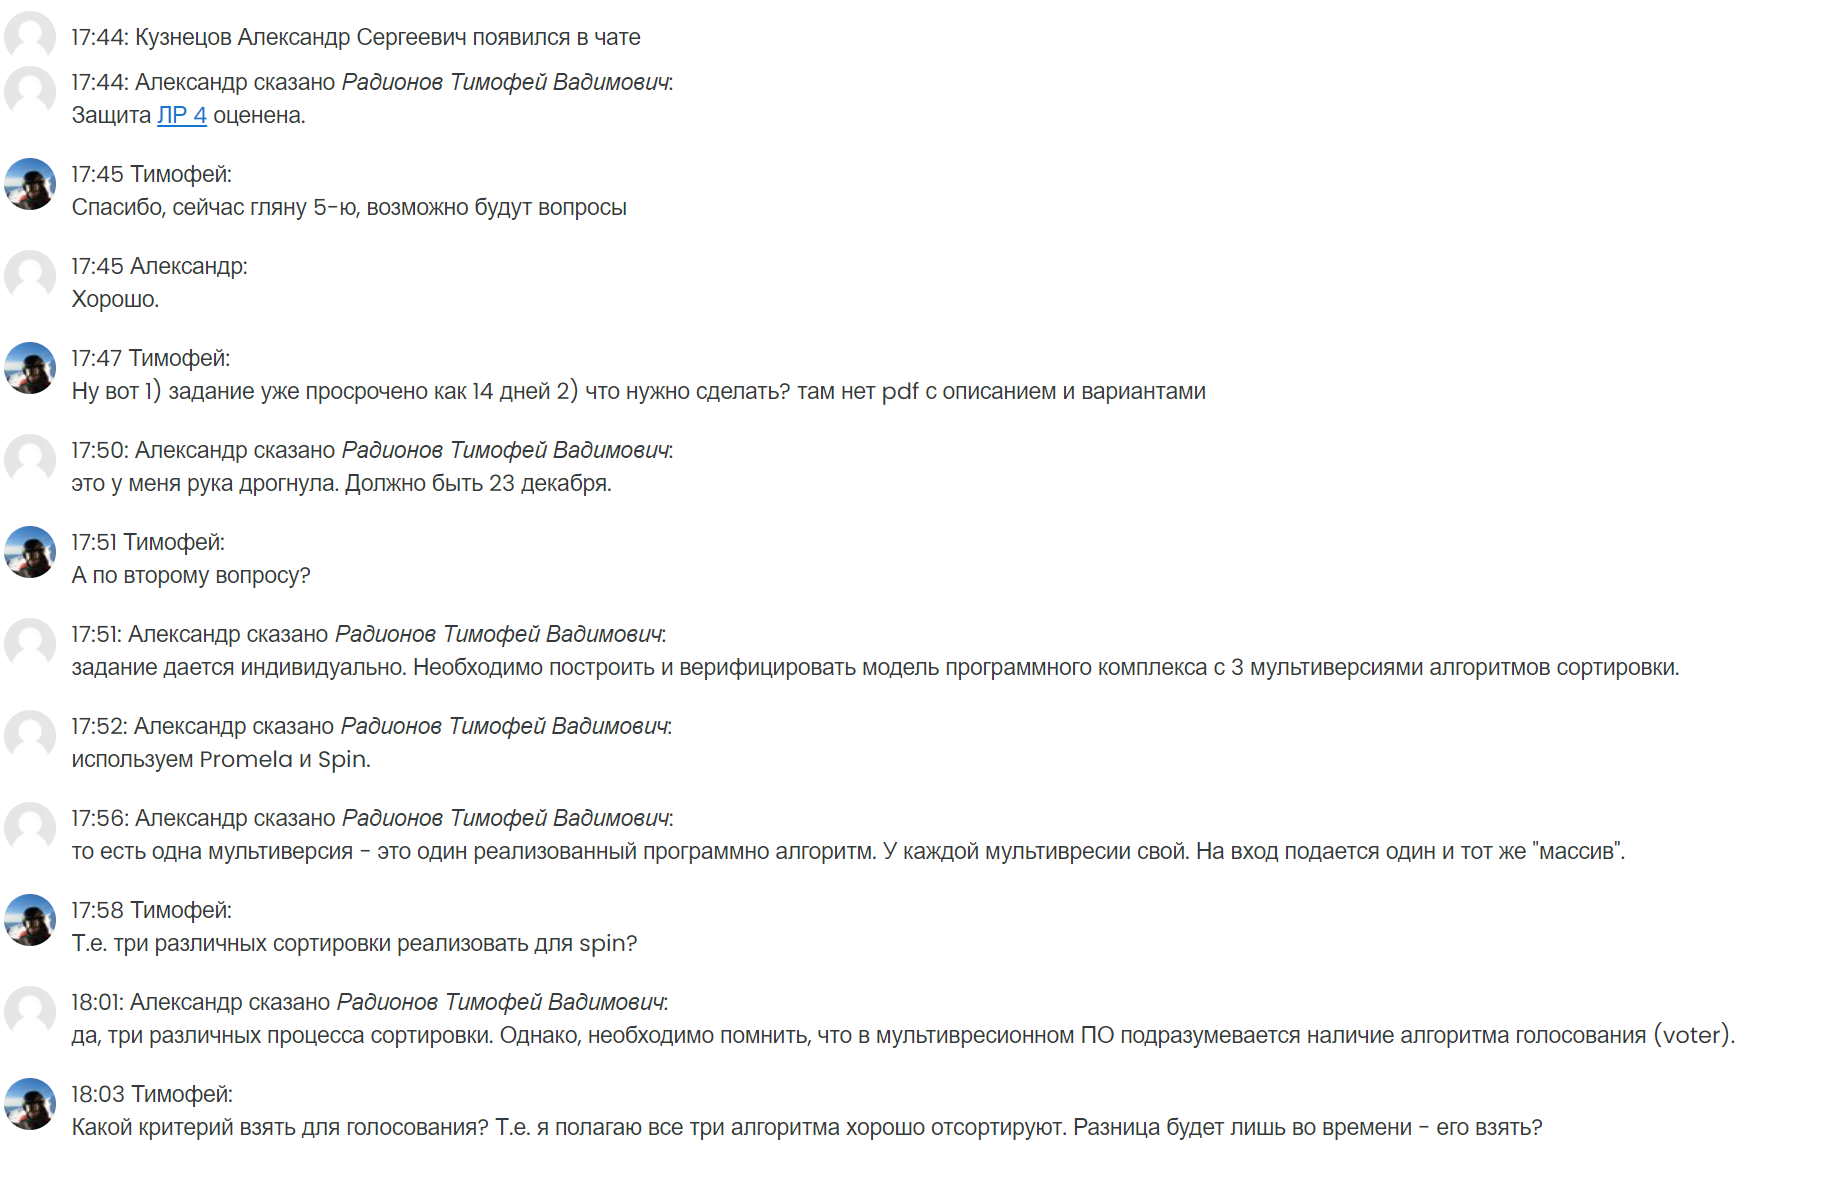 17:44: Кузнецов Александр Сергеевич появился в чате
17:44: Александр сказано Радионов Тимофей Вадимович:
Защита ЛР 4 оценена.
17:45 Тимофей:
Спасибо, сейчас гляну 5-ю, возможно будут вопросы
17:45 Александр:
Хорошо.
17:47 Тимофей:
Ну вот 1) задание уже просрочено как 14 дней 2) что нужно сделать? там нет pdf с описанием и вариантами
17:50: Александр сказано Радионов Тимофей Вадимович:
это у меня рука дрогнула. Должно быть 23 декабря.
17:51 Тимофей:
А по второму вопросу?
17:51: Александр сказано Радионов Тимофей Вадимович:
задание дается индивидуально. Необходимо построить и верифицировать модель программного комплекса с 3 мультиверсиями алгоритмов сортировки.
17:52: Александр сказано Радионов Тимофей Вадимович:
используем Promela и Spin.
17:56: Александр сказано Радионов Тимофей Вадимович:
то есть одна мультиверсия - это один реализованный программно алгоритм. У каждой мультивресии свой. На вход подается один и тот же "массив".
17:58 Тимофей:
Т.е. три различных сортировки реализовать для spin?
18:01: Александр сказано Радионов Тимофей Вадимович:
да, три различных процесса сортировки. Однако, необходимо помнить, что в мультивресионном ПО подразумевается наличие алгоритма голосования (voter).
18:03 Тимофей:
Какой критерий взять для голосования? Т.е. я полагаю все три алгоритма хорошо отсортируют. Разница будет лишь во времени - его взять?